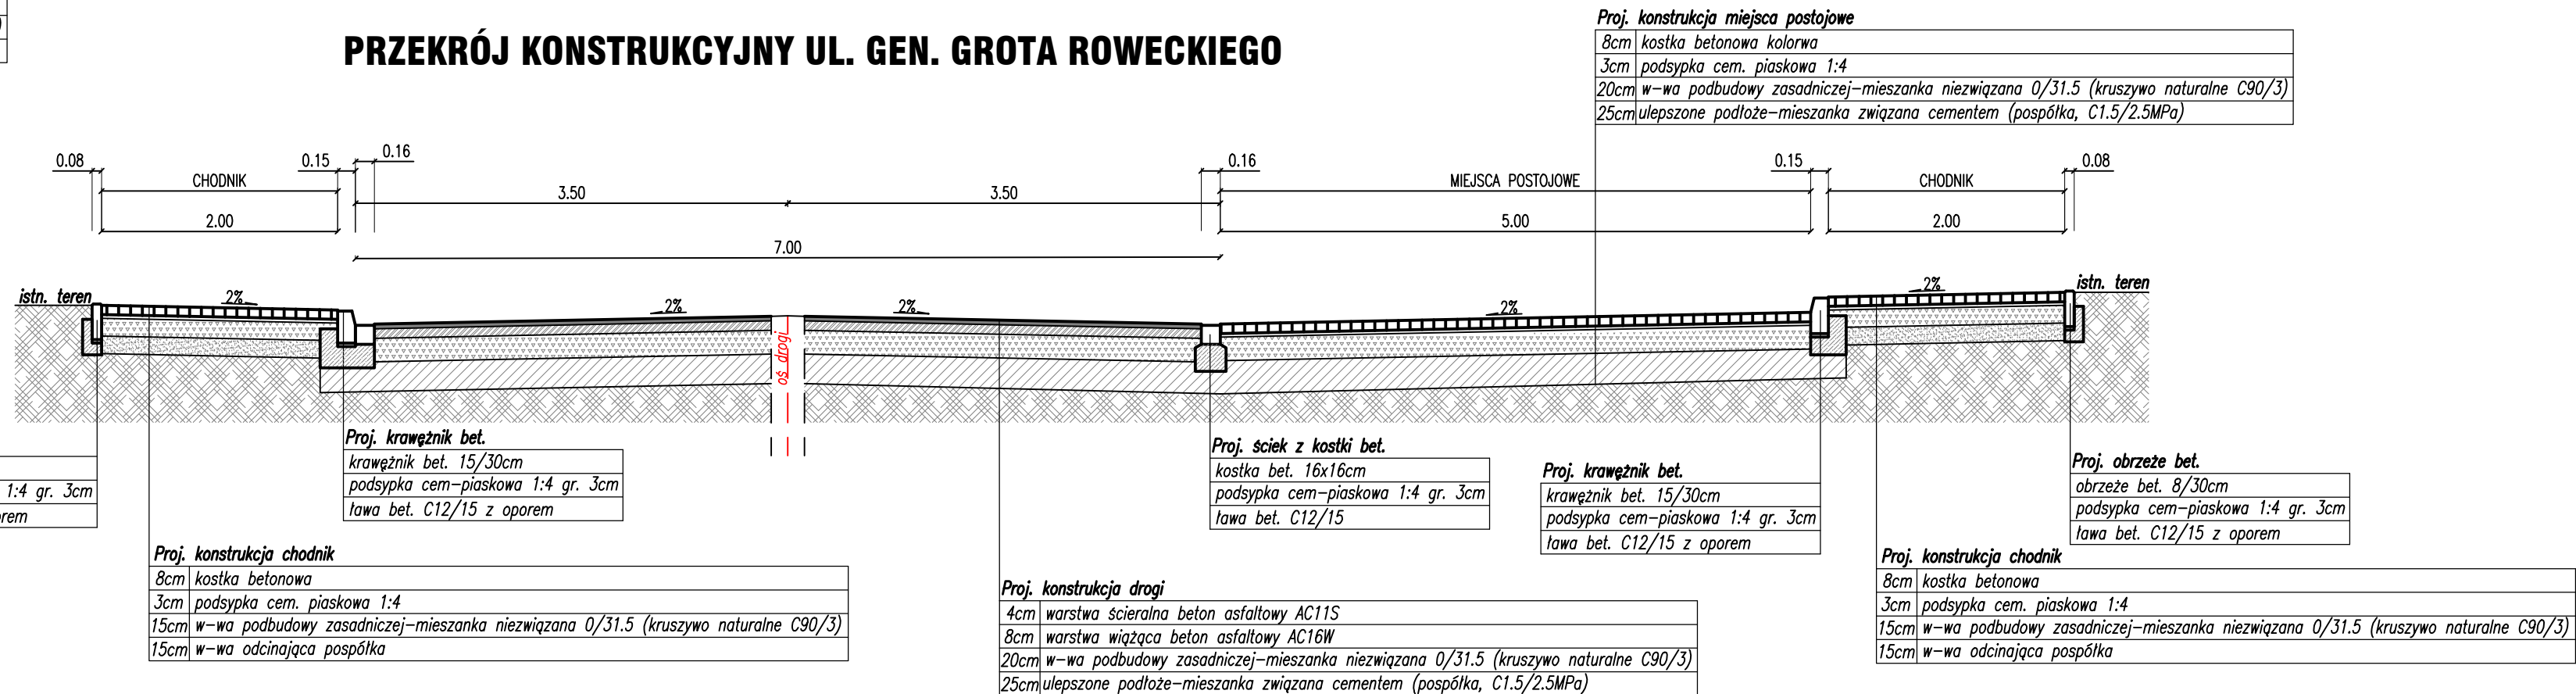 PRZEKRÓJ KONSTRUKCYJNY UL. GEN. GROTA ROWECKIEGO
Proj. konstrukcja miejsca postojowe
8cm kostka betonowa kolorwa
3cm podsypka cem. piaskowa 1:4
20cm w-wa podbudowy zasadniczej-mieszanka niezwiązana 0/31.5 (kruszywo naturalne C90/3)
25cm ulepszone podłoże-mieszanka związana cementem (pospółka, C1.5/2.5MPa)
0.08 0.15 0.16 0.16 0.15 0.08
CHODNIK MIEJSCA POSTOJOWE CHODNIK
3.50 3.50
2.00 5.00 2.00
7.00
istn. teren 2% 2% 2% 2% 2% istn. teren
oś drogi
1:4 gr. 3cm
Proj. krawężnik bet.
krawężnik bet. 15/30cm
podsypka cem-piaskowa 1:4 gr. 3cm
ława bet. C12/15 z oporem
Proj. ściek z kostki bet.
kostka bet. 16x16cm
podsypka cem-piaskowa 1:4 gr. 3cm
ława bet. C12/15
Proj. krawężnik bet.
krawężnik bet. 15/30cm
podsypka cem-piaskowa 1:4 gr. 3cm
ława bet. C12/15 z oporem
Proj. obrzeże bet.
obrzeże bet. 8/30cm
podsypka cem-piaskowa 1:4 gr. 3cm
ława bet. C12/15 z oporem
Proj. konstrukcja chodnik
8cm kostka betonowa
3cm podsypka cem. piaskowa 1:4
15cm w-wa podbudowy zasadniczej-mieszanka niezwiązana 0/31.5 (kruszywo naturalne C90/3)
15cm w-wa odcinająca pospółka
Proj. konstrukcja drogi
4cm warstwa ścieralna beton asfaltowy AC11S
8cm warstwa wiążąca beton asfaltowy AC16W
20cm w-wa podbudowy zasadniczej-mieszanka niezwiązana 0/31.5 (kruszywo naturalne C90/3)
25cm ulepszone podłoże-mieszanka związana cementem (pospółka, C1.5/2.5MPa)
Proj. konstrukcja chodnik
8cm kostka betonowa
3cm podsypka cem. piaskowa 1:4
15cm w-wa podbudowy zasadniczej-mieszanka niezwiązana 0/31.5 (kruszywo naturalne C90/3)
15cm w-wa odcinająca pospółka